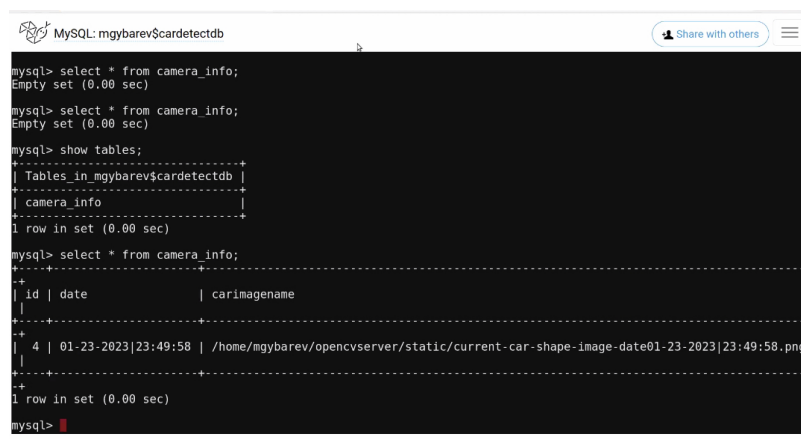 MySQL: mgybarev$cardetectdb
Share with others
mysql> select * from camera_info;
Empty set (0.00 sec)
mysql> select * from camera_info;
Empty set (0.00 sec)
mysql> show tables;
+-------------------------------+
| Tables_in_mgybarev$cardetectdb |
+-------------------------------+
| camera_info |
+-------------------------------+
1 row in set (0.00 sec)
mysql> select * from camera_info;
+----+---------------------+--------------------------------------------------------------------------------
-+
| id | date | carimagename
|
+----+---------------------+--------------------------------------------------------------------------------
-+
| 4 | 01-23-2023|23:49:58 | /home/mgybarev/opencvserver/static/current-car-shape-image-date01-23-2023|23:49:58.png
|
+----+---------------------+--------------------------------------------------------------------------------
-+
1 row in set (0.00 sec)
mysql>